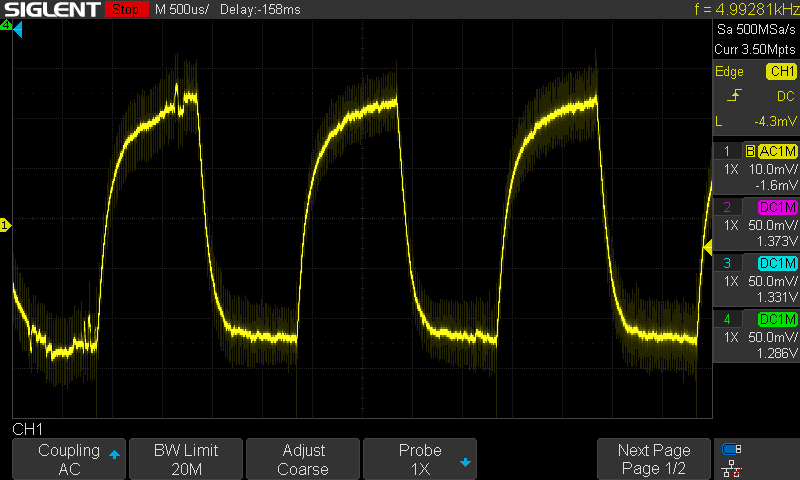 SIGLENT Stop M 500us/ Delay:-158ms f = 4.99281kHz
Sa 500MSa/s
Curr 3.50Mpts
4
Edge CH1
DC
L -4.3mV
1 B AC1M
1X 10.0mV/
-1.6mV
2 DC1M
1X 50.0mV/
1.373V
1
3 DC1M
1X 50.0mV/
1.331V
4 DC1M
1X 50.0mV/
1.286V
CH1
Coupling
AC
BW Limit
20M
Adjust
Coarse
Probe
1X
Next Page
Page 1/2